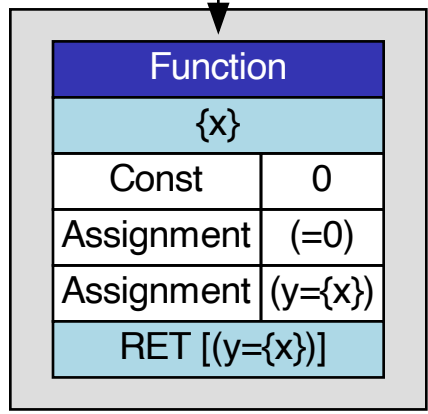 Function
{x}
Const 0
Assignment (=0)
Assignment (y={x})
RET [(y={x})]